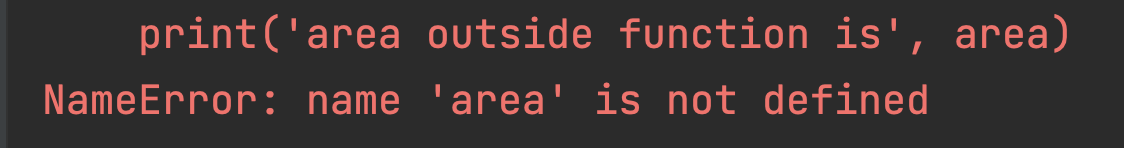 print('area outside function is', area)
NameError: name 'area' is not defined